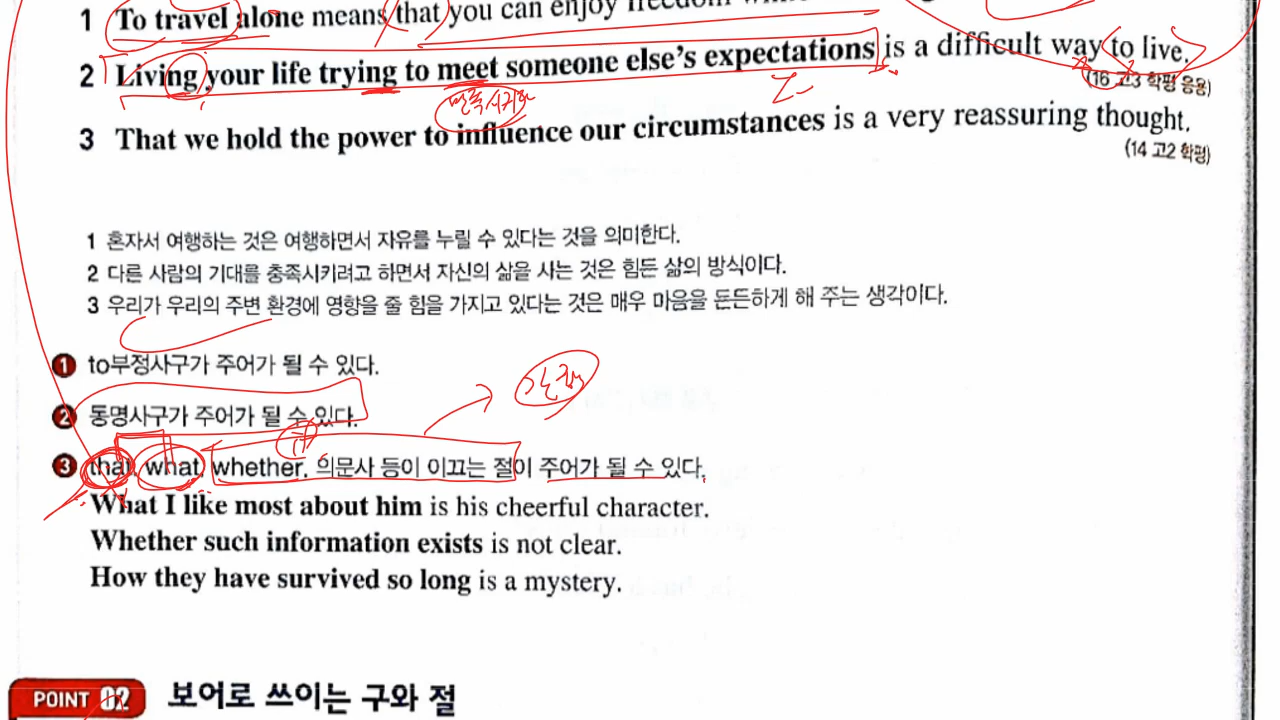 1 To travel alone means that you can enjoy freedom
2 Living your life trying to meet someone else's expectations is a difficult way to live.
(16 고3 학평 응용)
만족시키다
3 That we hold the power to influence our circumstances is a very reassuring thought.
(14 고2 학평)
1 혼자서 여행하는 것은 여행하면서 자유를 누릴 수 있다는 것을 의미한다.
2 다른 사람의 기대를 충족시키려고 하면서 자신의 삶을 사는 것은 힘든 삶의 방식이다.
3 우리가 우리의 주변 환경에 영향을 줄 힘을 가지고 있다는 것은 매우 마음을 든든하게 해 주는 생각이다.
1 to부정사구가 주어가 될 수 있다.
2 동명사구가 주어가 될 수 있다.
3 that, what, whether, 의문사 등이 이끄는 절이 주어가 될 수 있다.
What I like most about him is his cheerful character.
Whether such information exists is not clear.
How they have survived so long is a mystery.
POINT 02 보어로 쓰이는 구와 절